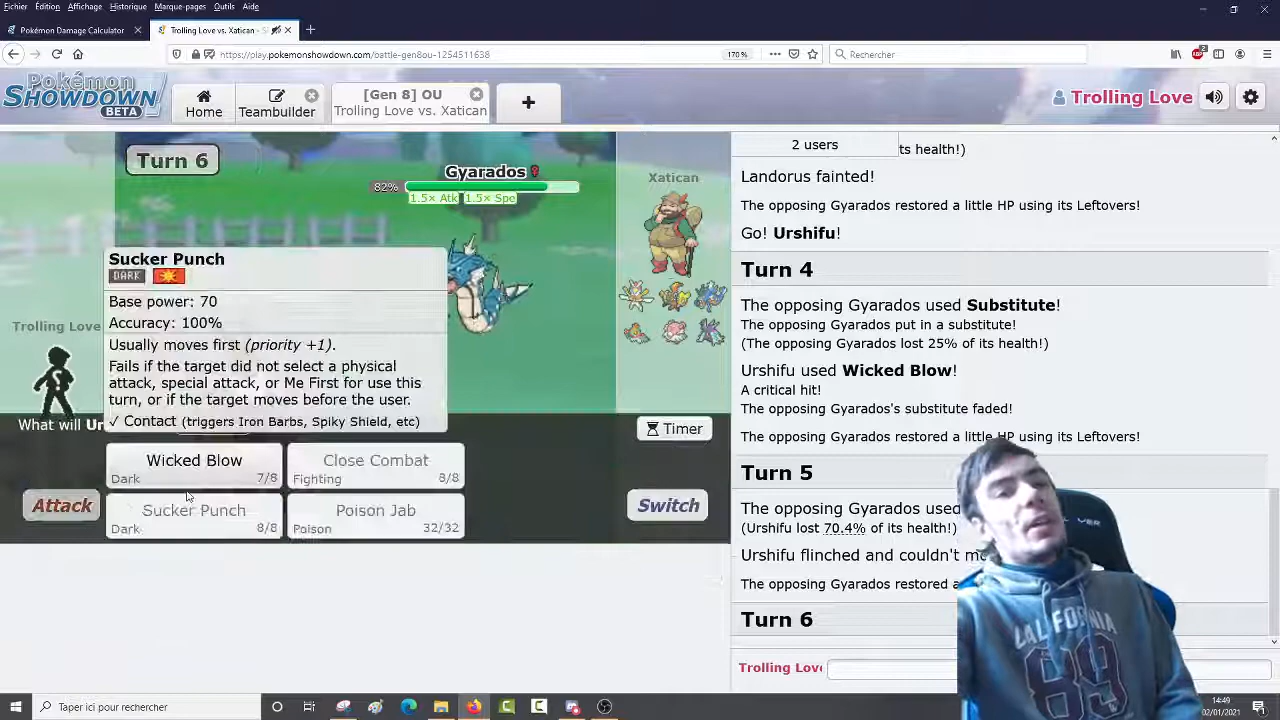 Fichier Édition Affichage Historique Marque-pages Outils Aide
Pokémon Damage Calculator
Trolling Love vs. Xatican -
https://play.pokemonshowdown.com/battle-gen8ou-1254511638
170%
Rechercher
Pokémon
SHOWDOWN
BETA
Home
Teambuilder
[Gen 8] OU
Trolling Love vs. Xatican
Trolling Love
Turn 6
Gyarados
82%
1.5× Atk 1.5× Spe
Xatican
Trolling Love
Sucker Punch
DARK
Base power: 70
Accuracy: 100%
Usually moves first (priority +1).
Fails if the target did not select a physical
attack, special attack, or Me First for use this
turn, or if the target moves before the user.
✓ Contact (triggers Iron Barbs, Spiky Shield, etc)
What will Ur
Timer
Attack
Wicked Blow
Dark 7/8
Close Combat
Fighting 8/8
Sucker Punch
Dark 8/8
Poison Jab
Poison 32/32
Switch
2 users
ts health!)
Landorus fainted!
The opposing Gyarados restored a little HP using its Leftovers!
Go! Urshifu!
Turn 4
The opposing Gyarados used Substitute!
The opposing Gyarados put in a substitute!
(The opposing Gyarados lost 25% of its health!)
Urshifu used Wicked Blow!
A critical hit!
The opposing Gyarados's substitute faded!
The opposing Gyarados restored a little HP using its Leftovers!
Turn 5
The opposing Gyarados used
(Urshifu lost 70.4% of its health!)
Urshifu flinched and couldn't mo
The opposing Gyarados restored a
Turn 6
Trolling Love
CALIFORNIA
89
Taper ici pour rechercher
14:49
02/01/2021